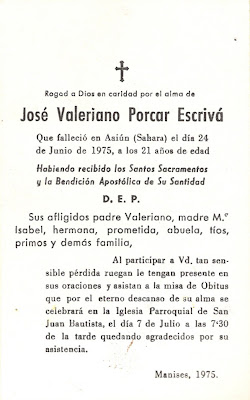 Rogad a Dios en caridad por el alma de
José Valeriano Porcar Escrivá
Que falleció en Aaiún (Sahara) el día 24
de Junio de 1975, a los 21 años de edad
Habiendo recibido los Santos Sacramentos
y la Bendición Apostólica de Su Santidad
D. E. P.
Sus afligidos padre Valeriano, madre M.ª
Isabel, hermana, prometida, abuela, tíos,
primos y demás familia,
Al participar a Vd. tan sen-
sible pérdida ruegan le tengan presente en
sus oraciones y asistan a la misa de Obitus
que por el eterno descanso de su alma se
celebrará en la Iglesia Parroquial de San
Juan Bautista, el día 7 de Julio a las 7'30
de la tarde quedando agradecidos por su
asistencia.
Manises, 1975.